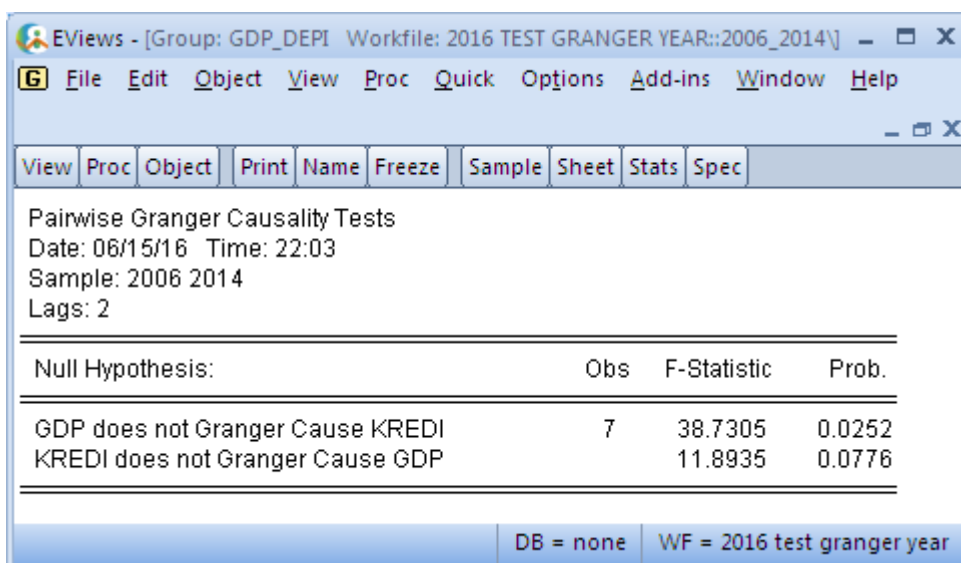 EViews - [Group: GDP_DEPI Workfile: 2016 TEST GRANGER YEAR::2006_2014\]
G File Edit Object View Proc Quick Options Add-ins Window Help
View Proc Object Print Name Freeze Sample Sheet Stats Spec
Pairwise Granger Causality Tests
Date: 06/15/16 Time: 22:03
Sample: 2006 2014
Lags: 2
Null Hypothesis: Obs F-Statistic Prob.
GDP does not Granger Cause KREDI 7 38.7305 0.0252
KREDI does not Granger Cause GDP 11.8935 0.0776
DB = none WF = 2016 test granger year